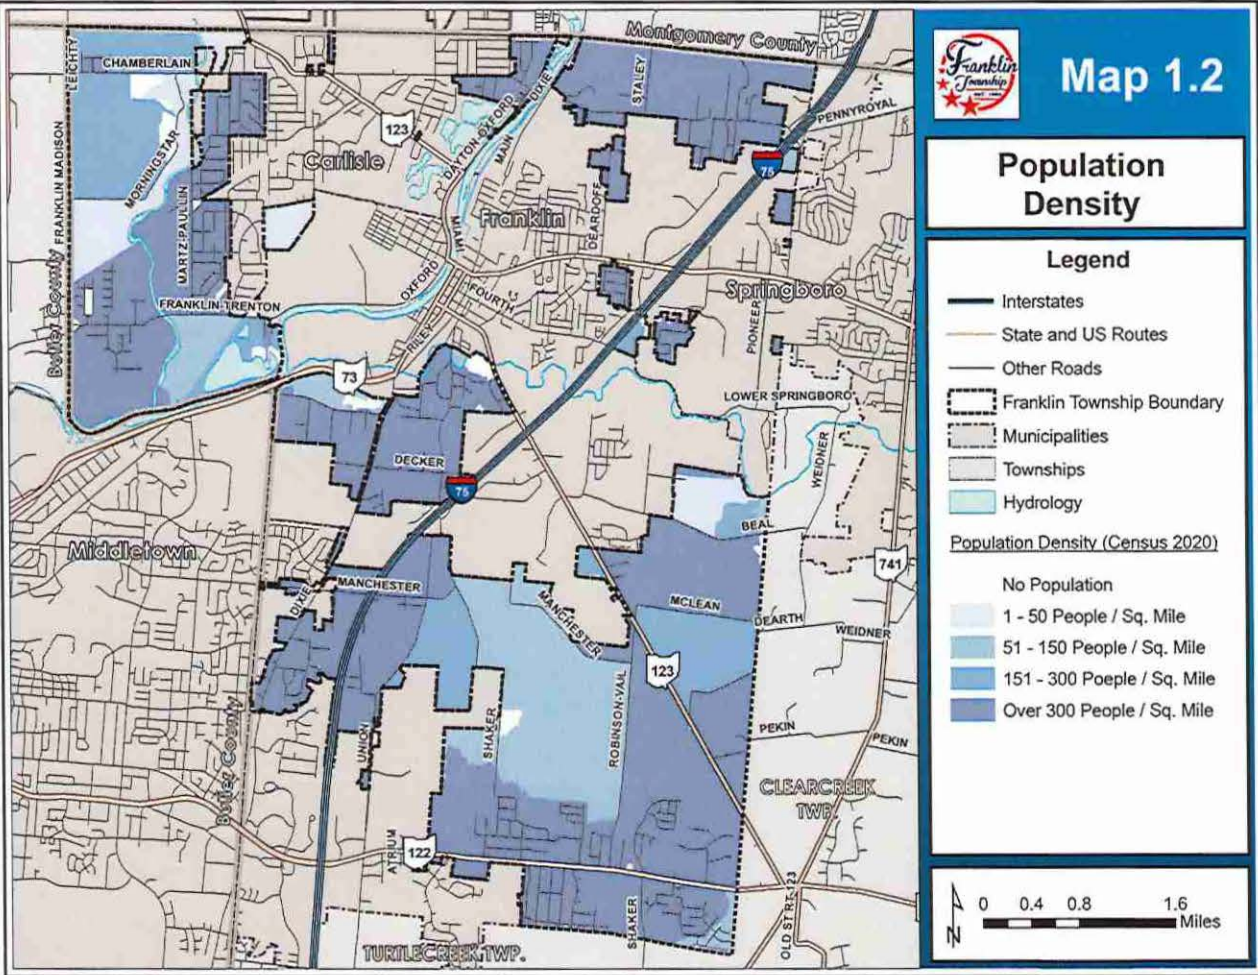 Montgomery County
LEICHTY
CHAMBERLAIN
STALEY
DIXIE
PENNYROYAL
123
DAYTON-OXFORD
MAIN
75
FRANKLIN MADISON
MORNINGSTAR
Carlisle
MARTZ-PAULLIN
Franklin
DEARDOFF
MIAMI
Butler County
FRANKLIN-TRENTON
OXFORD
FOURTH
Springboro
RILEY
PIONEER
73
LOWER SPRINGBORO
WEIDNER
DECKER
75
BEAL
Middletown
741
DIXIE
MANCHESTER
MANCHESTER
MCLEAN
DEARTH
WEIDNER
123
ROBINSON-VAIL
SHAKER
UNION
PEKIN
PEKIN
Butler County
CLEARCREEK
TWP.
ATRIUM
122
SHAKER
OLD ST RT 123
TURTLECREEK TWP.
Franklin
Township
Map 1.2
Population
Density
Legend
Interstates
State and US Routes
Other Roads
Franklin Township Boundary
Municipalities
Townships
Hydrology
Population Density (Census 2020)
No Population
1 - 50 People / Sq. Mile
51 - 150 People / Sq. Mile
151 - 300 Poeple / Sq. Mile
Over 300 People / Sq. Mile
N
0 0.4 0.8 1.6
Miles